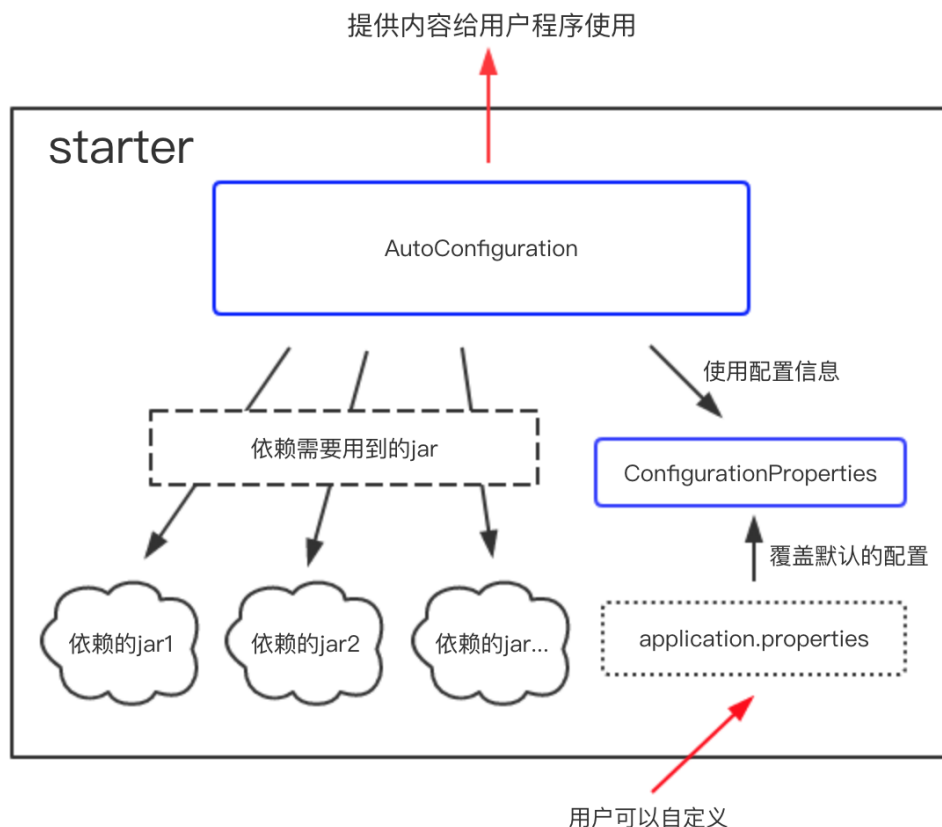 提供内容给用户程序使用
starter
AutoConfiguration
使用配置信息
依赖需要用到的jar
ConfigurationProperties
覆盖默认的配置
依赖的jar1
依赖的jar2
依赖的jar...
application.properties
用户可以自定义